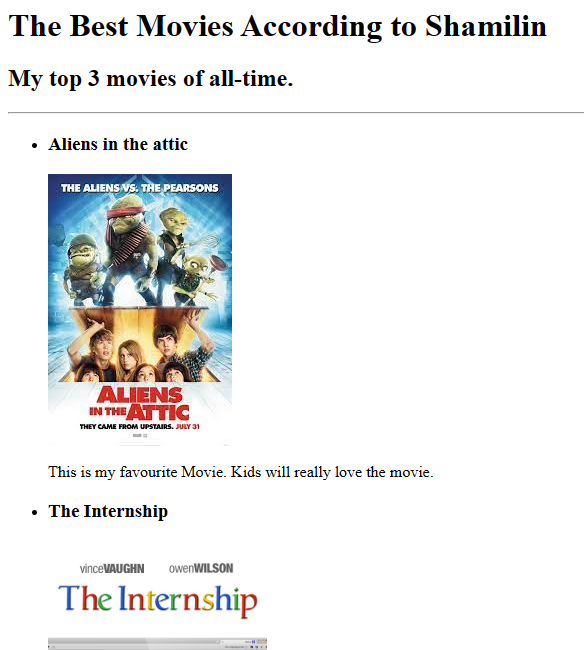 The Best Movies According to Shamilin
My top 3 movies of all-time.
Aliens in the attic
THE ALIENS VS. THE PEARSONS
ALIENS
IN THE ATTIC
THEY CAME FROM UPSTAIRS. JULY 31
This is my favourite Movie. Kids will really love the movie.
The Internship
vinceVAUGHN owenWILSON
The Internship